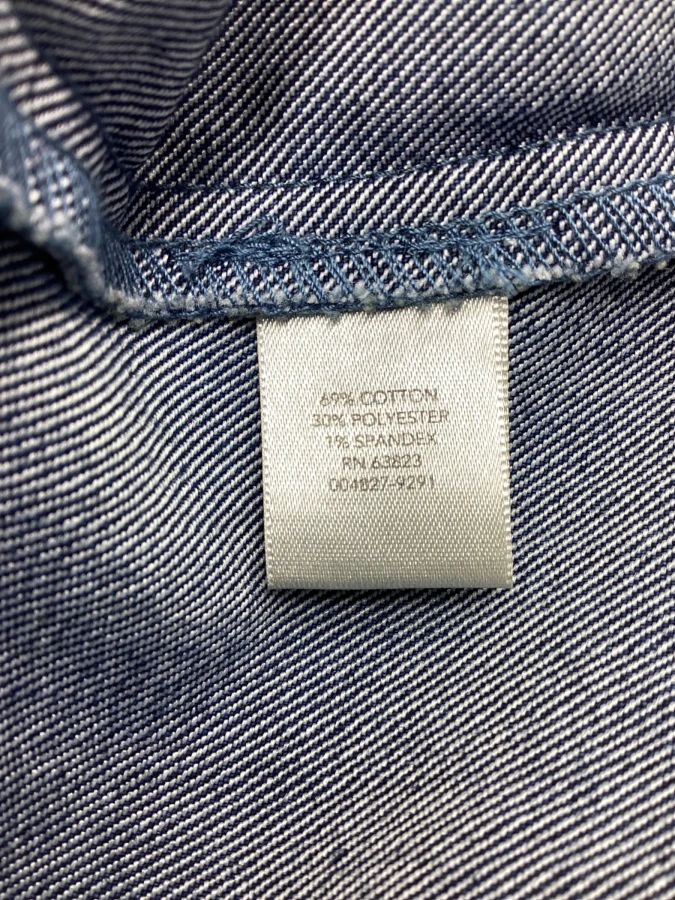 69% COTTON
30% POLYESTER
1% SPANDEX
RN 63823
004827-9291